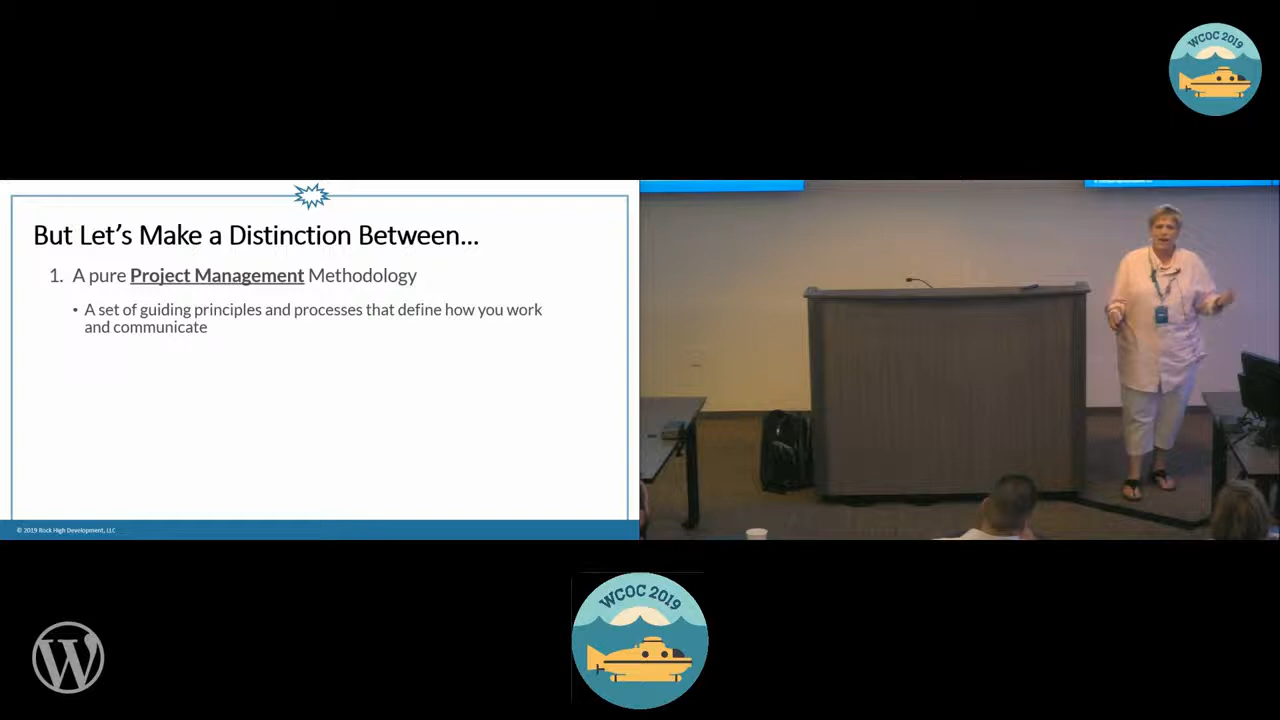 WCOC 2019
But Let's Make a Distinction Between...
1. A pure Project Management Methodology
• A set of guiding principles and processes that define how you work
and communicate
© 2019 Rock High Development, LLC
WCOC 2019